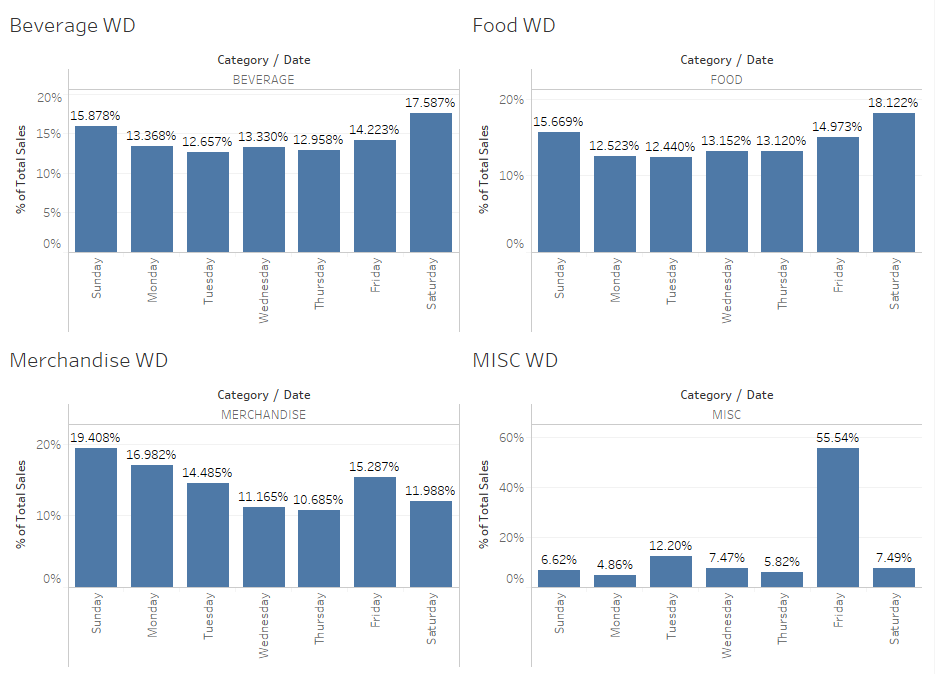 Beverage WD
Category / Date
BEVERAGE
% of Total Sales
20%
15%
10%
5%
0%
15.878%
13.368%
12.657%
13.330%
12.958%
14.223%
17.587%
Sunday
Monday
Tuesday
Wednesday
Thursday
Friday
Saturday
Food WD
Category / Date
FOOD
% of Total Sales
20%
10%
0%
15.669%
12.523%
12.440%
13.152%
13.120%
14.973%
18.122%
Sunday
Monday
Tuesday
Wednesday
Thursday
Friday
Saturday
Merchandise WD
Category / Date
MERCHANDISE
% of Total Sales
20%
10%
0%
19.408%
16.982%
14.485%
11.165%
10.685%
15.287%
11.988%
Sunday
Monday
Tuesday
Wednesday
Thursday
Friday
Saturday
MISC WD
Category / Date
MISC
% of Total Sales
60%
40%
20%
0%
6.62%
4.86%
12.20%
7.47%
5.82%
55.54%
7.49%
Sunday
Monday
Tuesday
Wednesday
Thursday
Friday
Saturday